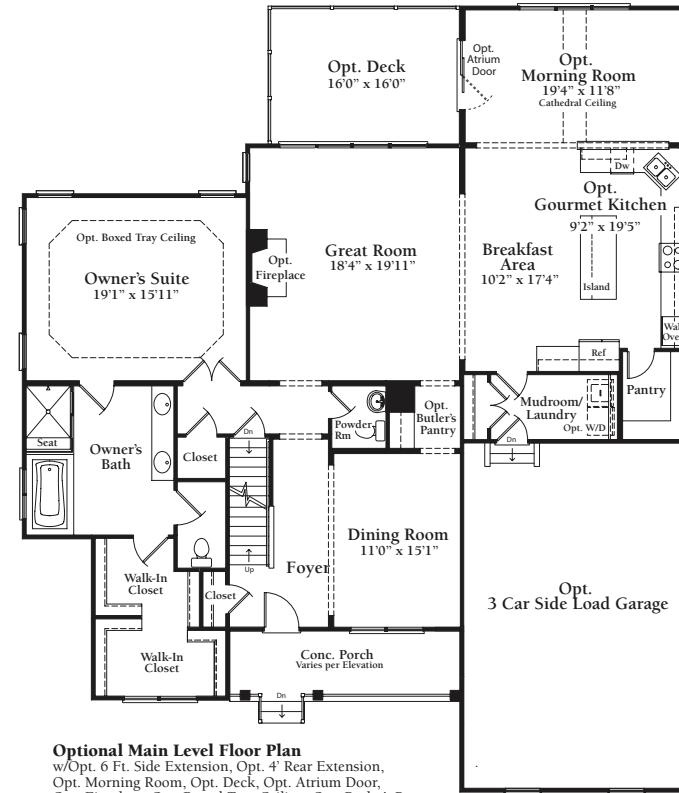 Opt. Deck
16'0" x 16'0"
Opt.
Atrium
Door
Opt.
Morning Room
19'4" x 11'8"
Cathedral Ceiling
Dw
Opt.
Gourmet Kitchen
9'2" x 19'5"
Opt. Boxed Tray Ceiling
Owner's Suite
19'1" x 15'11"
Opt.
Fireplace
Great Room
18'4" x 19'11"
Breakfast
Area
10'2" x 17'4"
Island
Ref
Pantry
Seat
Owner's
Bath
Closet
Dn
Powder
Rm
Opt.
Butler's
Pantry
Mudroom/
Laundry
Opt. W/D
Dn
Dining Room
11'0" x 15'1"
Up
Foyer
Walk-In
Closet
Closet
Walk-In
Closet
Conc. Porch
Varies per Elevation
Dn
Opt.
3 Car Side Load Garage
Optional Main Level Floor Plan
w/Opt. 6 Ft. Side Extension, Opt. 4' Rear Extension,
Opt. Morning Room, Opt. Deck, Opt. Atrium Door,